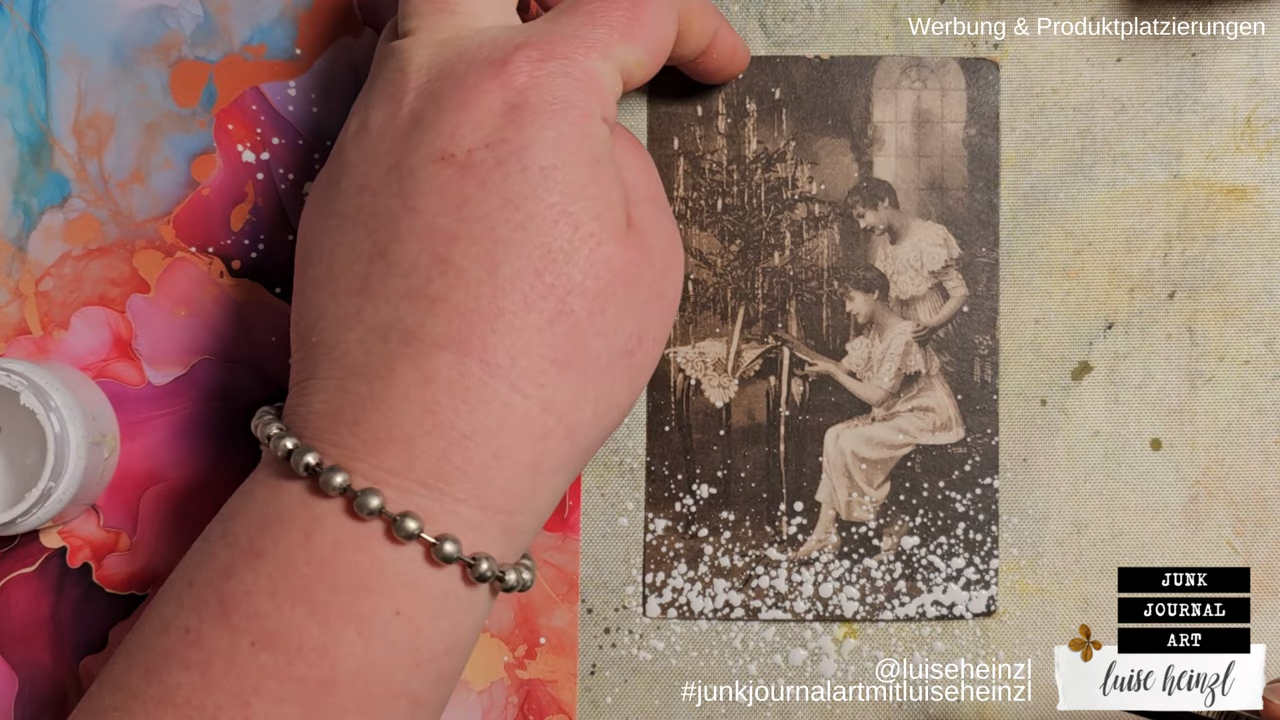 Werbung & Produktplatzierungen
JUNK
JOURNAL
ART
luise heinzl
@luiseheinzl
#junkjournalartmitluiseheinzl